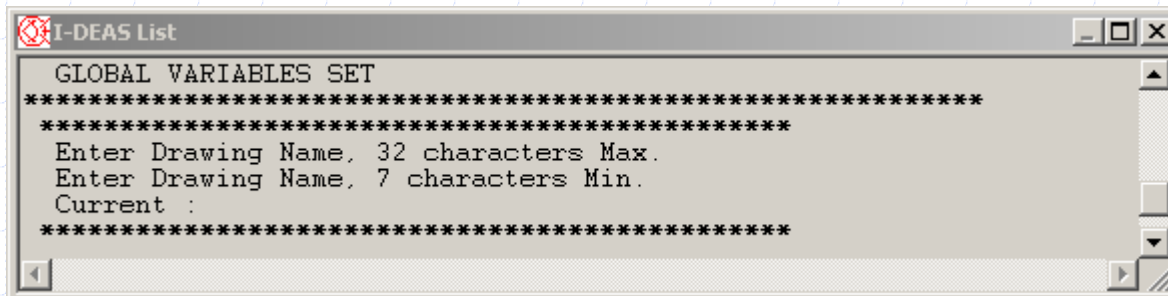 I-DEAS List
GLOBAL VARIABLES SET
************************************************************
***********************************************
Enter Drawing Name, 32 characters Max.
Enter Drawing Name, 7 characters Min.
Current :
***********************************************